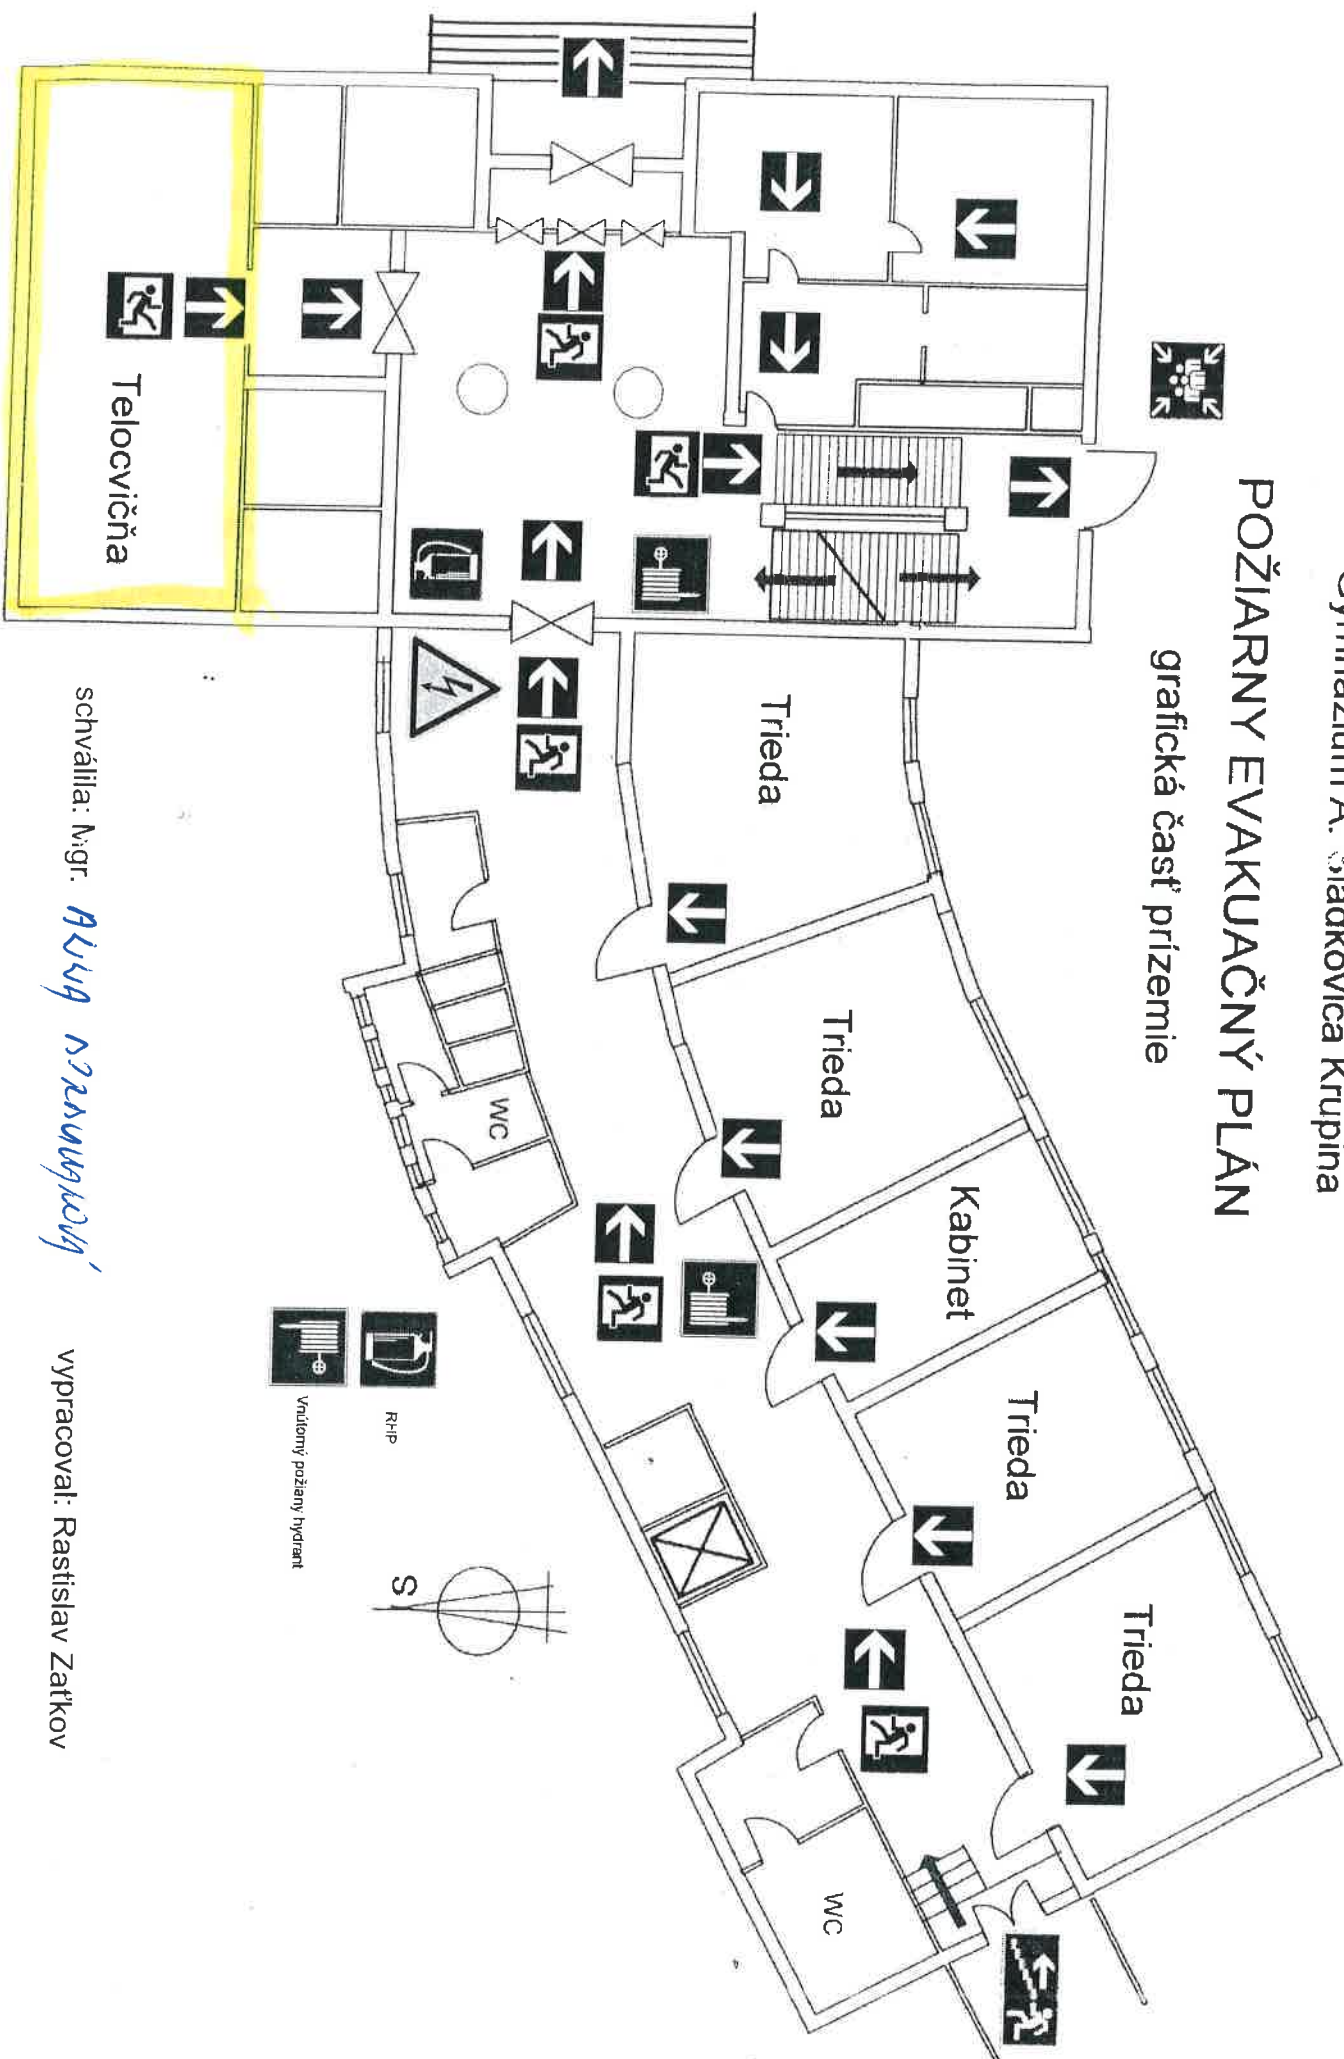 A. Sládkoviča Krupina
POŽIARNY EVAKUAČNÝ PLÁN
grafická časť prízemie
Trieda
Trieda
Kabinet
Trieda
Trieda
Telocvičňa
WC
WC
RHP
Vnútorný požiarny hydrant
S
schválila: Mgr.
vypracoval: Rastislav Zaťkov